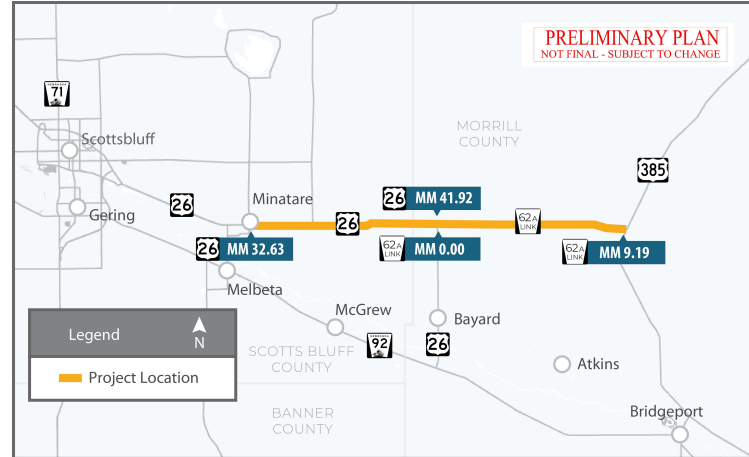 PRELIMINARY PLAN
NOT FINAL - SUBJECT TO CHANGE
71
Scottsbluff
MORRILL
COUNTY
385
Minatare
26
MM 41.92
26
Gering
26
62A
LINK
26
MM 32.63
62A
LINK
MM 0.00
62A
LINK
MM 9.19
Melbeta
McGrew
Bayard
92
26
Legend
N
Project Location
SCOTTS BLUFF
COUNTY
Atkins
BANNER
COUNTY
Bridgeport